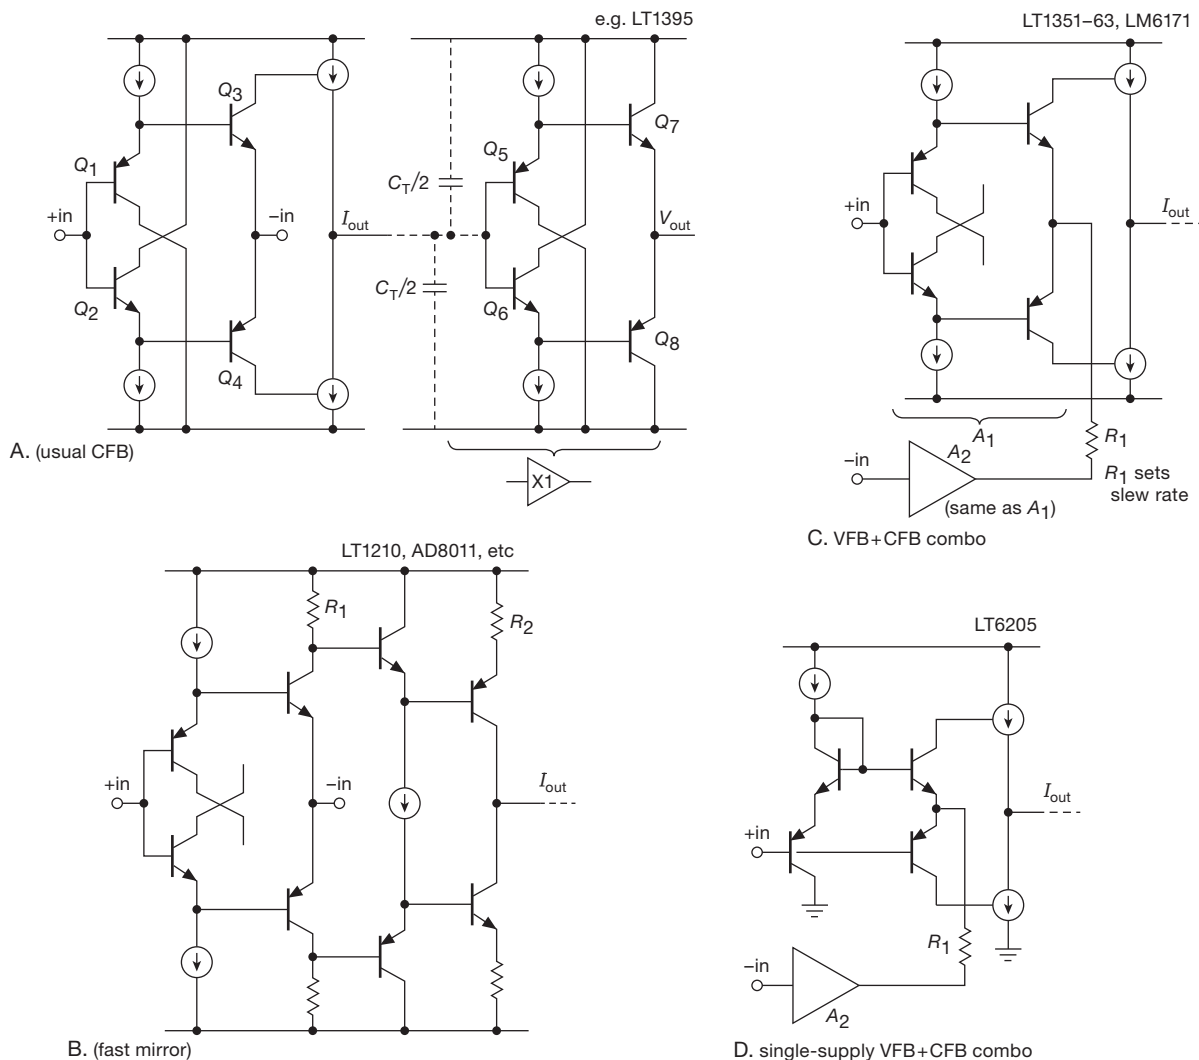 e.g. LT1395
Q3
Q1
+in
Q2
Q4
−in
Iout
CT/2
CT/2
Q5
Q6
Q7
Vout
Q8
X1
A. (usual CFB)
LT1351–63, LM6171
+in
Iout
A1
R1
A2
−in
(same as A1)
R1 sets
slew rate
C. VFB+CFB combo
LT1210, AD8011, etc
R1
R2
+in
−in
Iout
B. (fast mirror)
LT6205
+in
Iout
R1
−in
A2
D. single-supply VFB+CFB combo